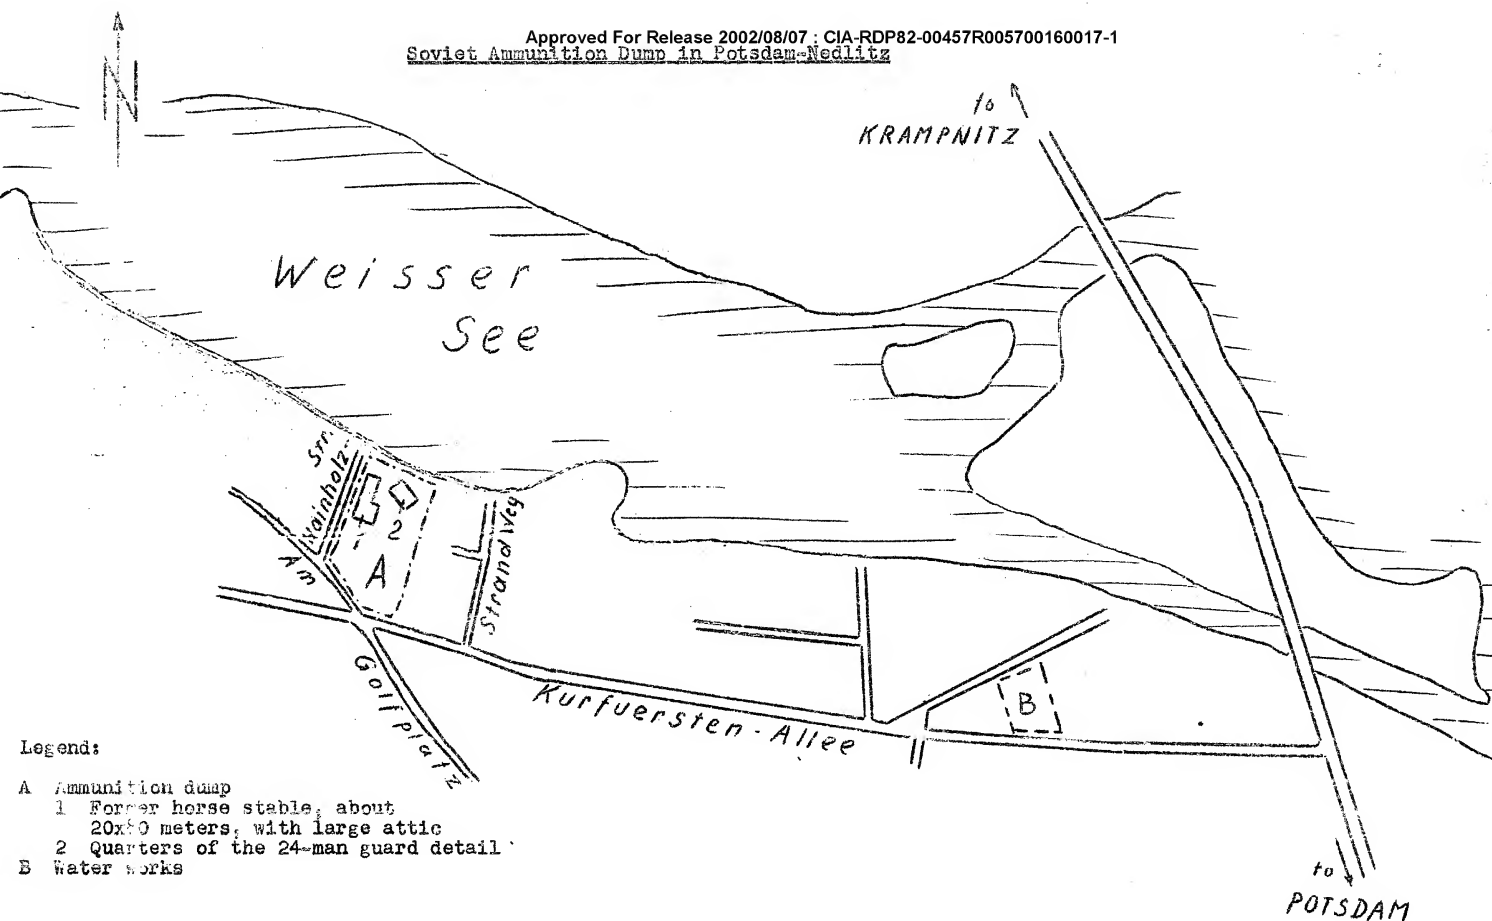 Approved For Release 2002/08/07 : CIA-RDP82-00457R005700160017-1
Soviet Ammunition Dump in Potsdam-Nedlitz
N
to
KRAMPNITZ
Weisser
See
Str.
2
A
Strand Weg
Am
Golfplatz
Kurfuersten-Allee
B
Legend:
A Ammunition dump
1 Former horse stable, about
meters, with large attic
2 Quarters of the 24-man guard detail
B Water works
to
POTSDAM